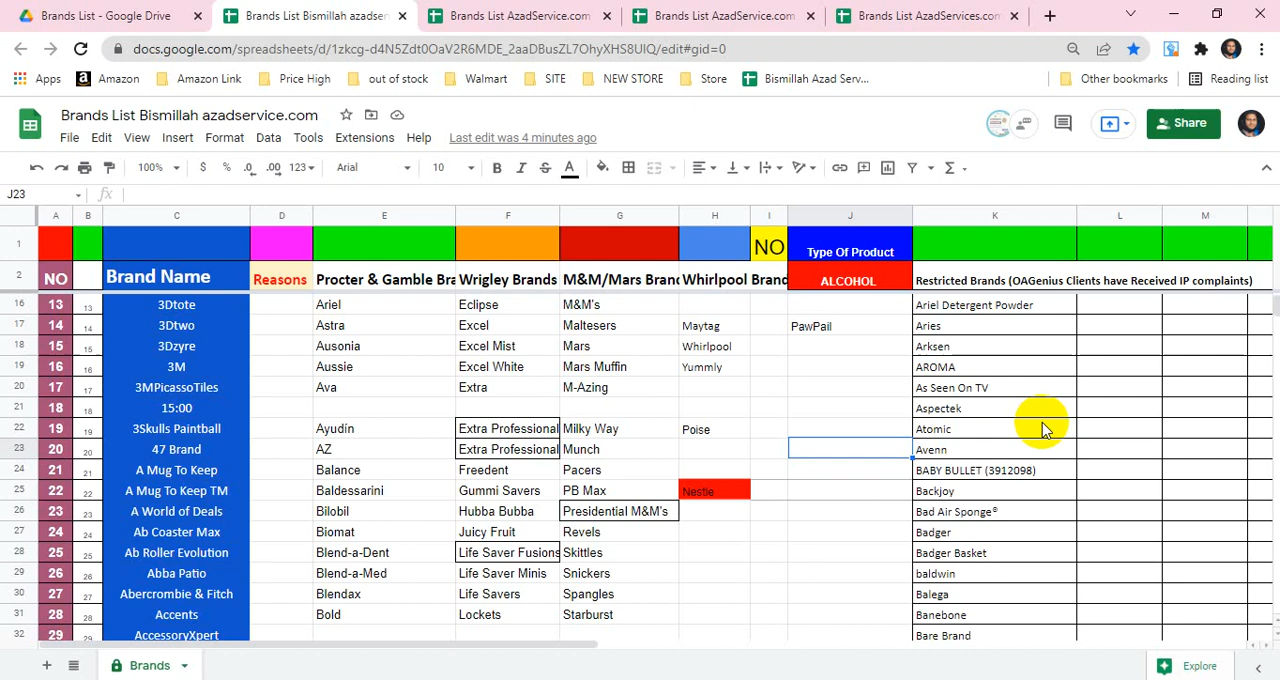 Brands List - Google Drive × Brands List Bismillah azadser × Brands List AzadService.com × Brands List AzadService.com × Brands List AzadServices.com × +
docs.google.com/spreadsheets/d/1zkcg-d4N5Zdt0OaV2R6MDE_2aaDBusZL7OhyXHS8UIQ/edit#gid=0
Apps Amazon Amazon Link Price High out of stock Walmart SITE NEW STORE Store Bismillah Azad Serv... Other bookmarks Reading list
Brands List Bismillah azadservice.com
File Edit View Insert Format Data Tools Extensions Help Last edit was 4 minutes ago Share
100% $ % .0 .00 123 Arial 10 B I S A
J23 fx
A B C D E F G H I J K L M
1 NO Type Of Product
2 NO Brand Name Reasons Procter & Gamble Bra Wrigley Brands M&M/Mars Brand Whirlpool Brand ALCOHOL Restricted Brands (OAGenius Clients have Received IP complaints)
16 13 13 3Dtote Ariel Eclipse M&M's Ariel Detergent Powder
17 14 14 3Dtwo Astra Excel Maltesers Maytag PawPail Aries
18 15 15 3Dzyre Ausonia Excel Mist Mars Whirlpool Arksen
19 16 16 3M Aussie Excel White Mars Muffin Yummly AROMA
20 17 17 3MPicassoTiles Ava Extra M-Azing As Seen On TV
21 18 18 15:00 Aspectek
22 19 19 3Skulls Paintball Ayudín Extra Professional Milky Way Poise Atomic
23 20 20 47 Brand AZ Extra Professional Munch Avenn
24 21 21 A Mug To Keep Balance Freedent Pacers BABY BULLET (3912098)
25 22 22 A Mug To Keep TM Baldessarini Gummi Savers PB Max Nestle Backjoy
26 23 23 A World of Deals Bilobil Hubba Bubba Presidential M&M's Bad Air Sponge®
27 24 24 Ab Coaster Max Biomat Juicy Fruit Revels Badger
28 25 25 Ab Roller Evolution Blend-a-Dent Life Saver Fusions Skittles Badger Basket
29 26 26 Abba Patio Blend-a-Med Life Saver Minis Snickers baldwin
30 27 27 Abercrombie & Fitch Blendax Life Savers Spangles Balega
31 28 28 Accents Bold Lockets Starburst Banebone
32 29 29 AccessoryXpert Bare Brand
+ Brands Explore